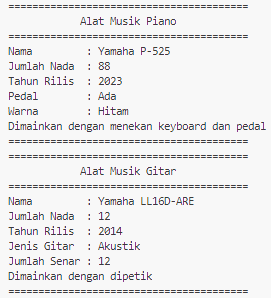 ========================================
Alat Musik Piano
========================================
Nama : Yamaha P-525
Jumlah Nada : 88
Tahun Rilis : 2023
Pedal : Ada
Warna : Hitam
Dimainkan dengan menekan keyboard dan pedal
========================================
========================================
Alat Musik Gitar
========================================
Nama : Yamaha LL16D-ARE
Jumlah Nada : 12
Tahun Rilis : 2014
Jenis Gitar : Akustik
Jumlah Senar : 12
Dimainkan dengan dipetik
========================================